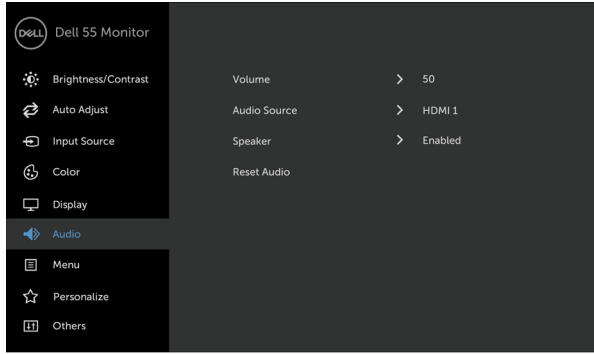 DELL Dell 55 Monitor
Brightness/Contrast
Auto Adjust
Input Source
Color
Display
Audio
Menu
Personalize
Others
Volume 50
Audio Source HDMI 1
Speaker Enabled
Reset Audio